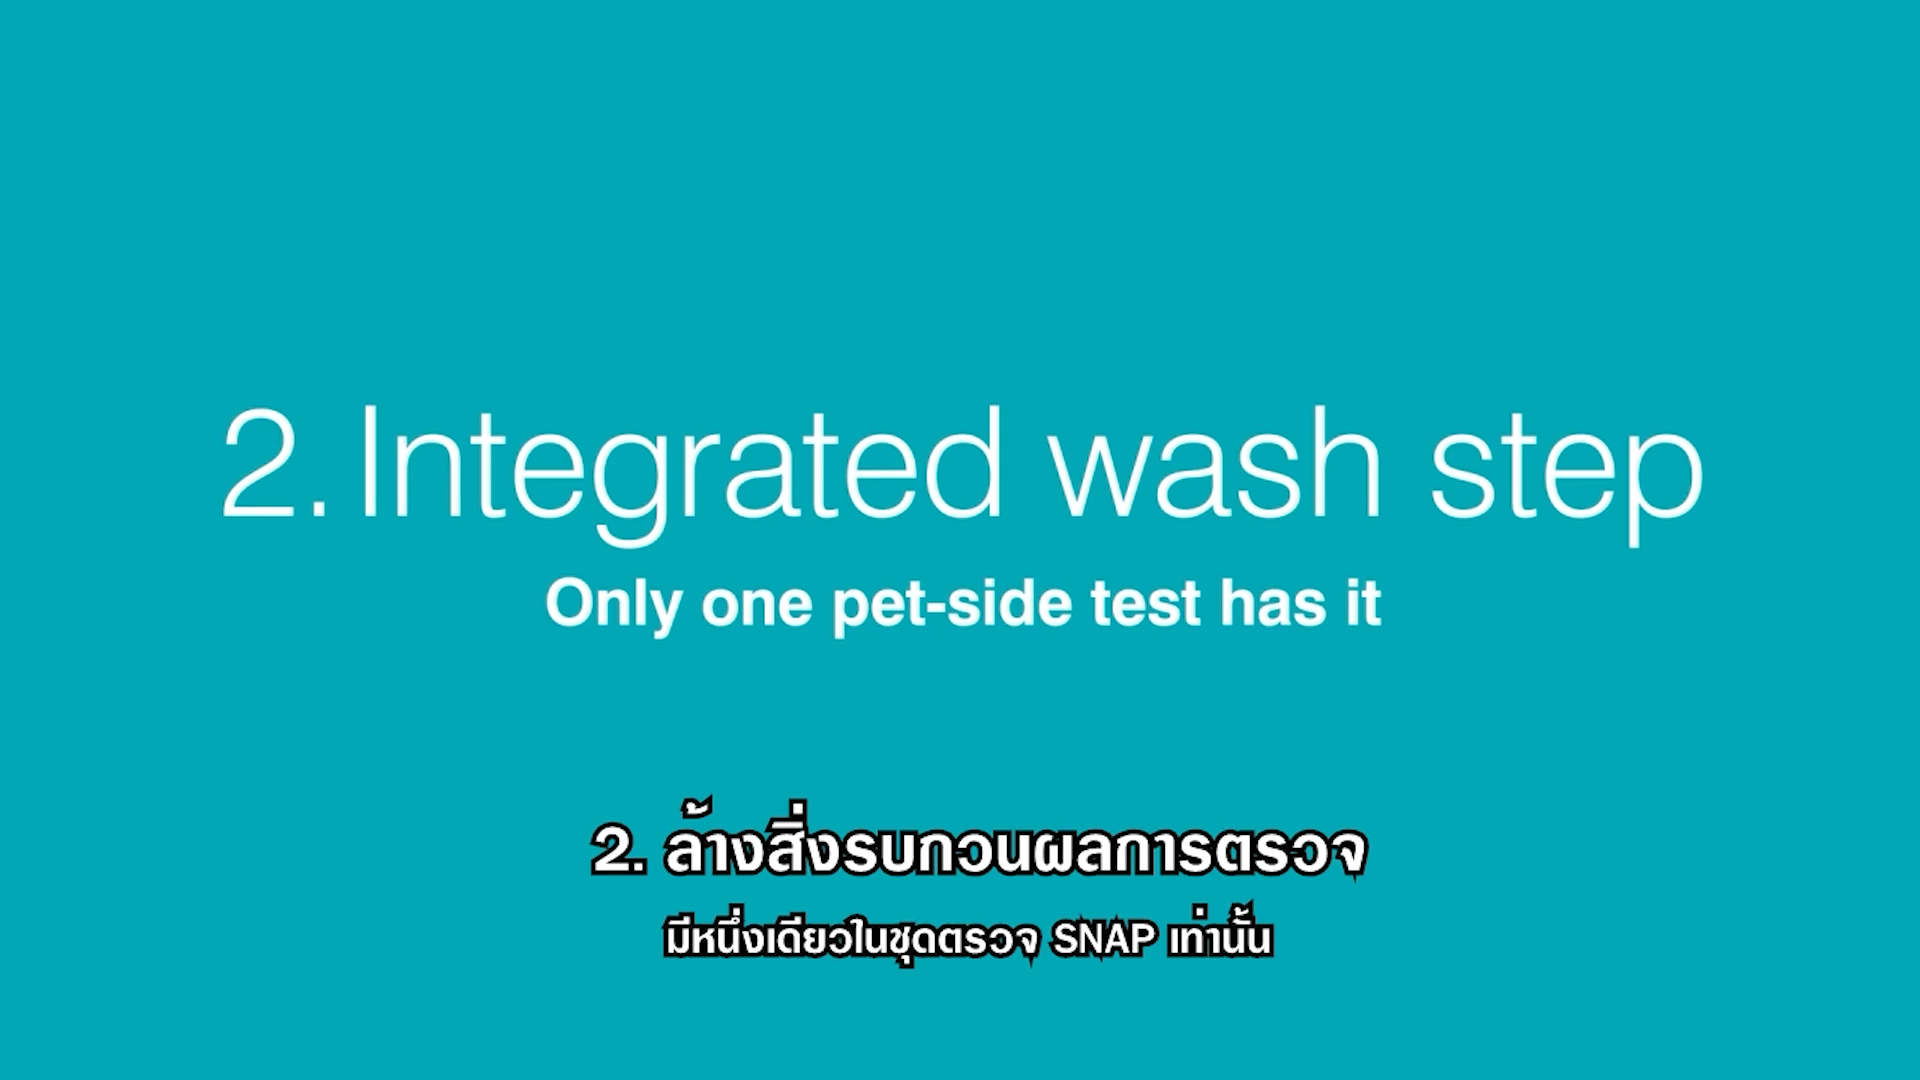 2. Integrated wash step
Only one pet-side test has it
2. ล้างสิ่งรบกวนผลการตรวจ
มีหนึ่งเดียวในชุดตรวจ SNAP เท่านั้น